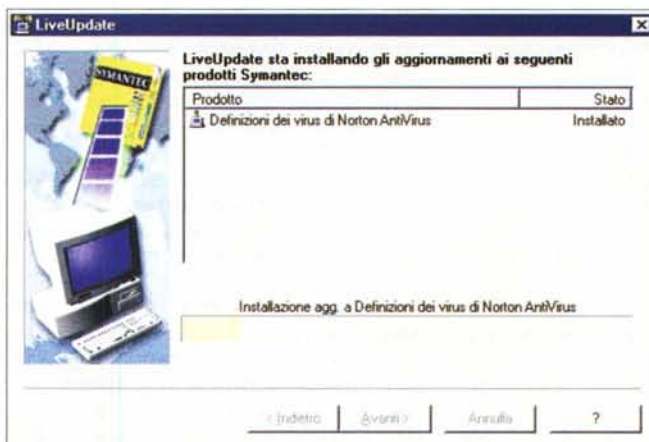 LiveUpdate
SYMANTEC
LiveUpdate sta installando gli aggiornamenti ai seguenti
prodotti Symantec:
Prodotto Stato
Definizioni dei virus di Norton AntiVirus Installato
Installazione agg. a Definizioni dei virus di Norton AntiVirus
< Indietro Avanti > Annulla ?